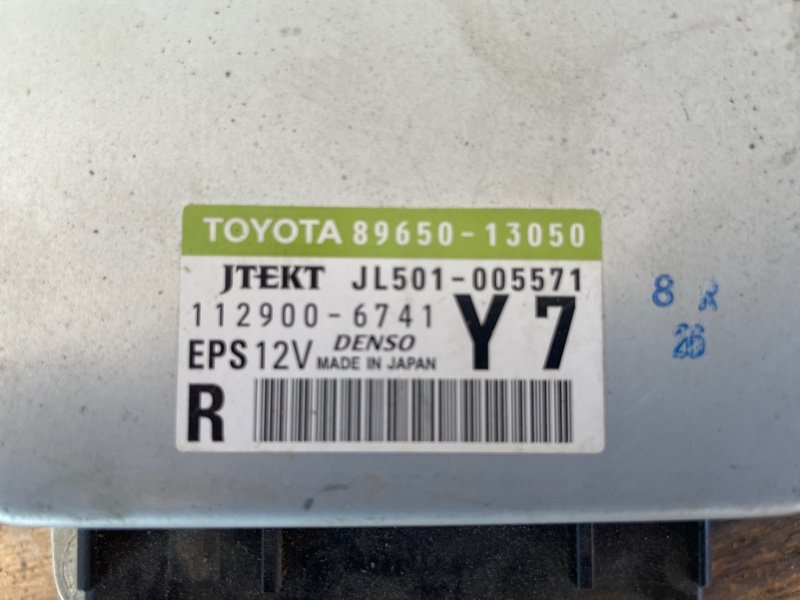 TOYOTA 89650-13050
JTEKT JL501-005571
112900-6741 Y7
EPS 12V DENSO
MADE IN JAPAN
R
8 R
26